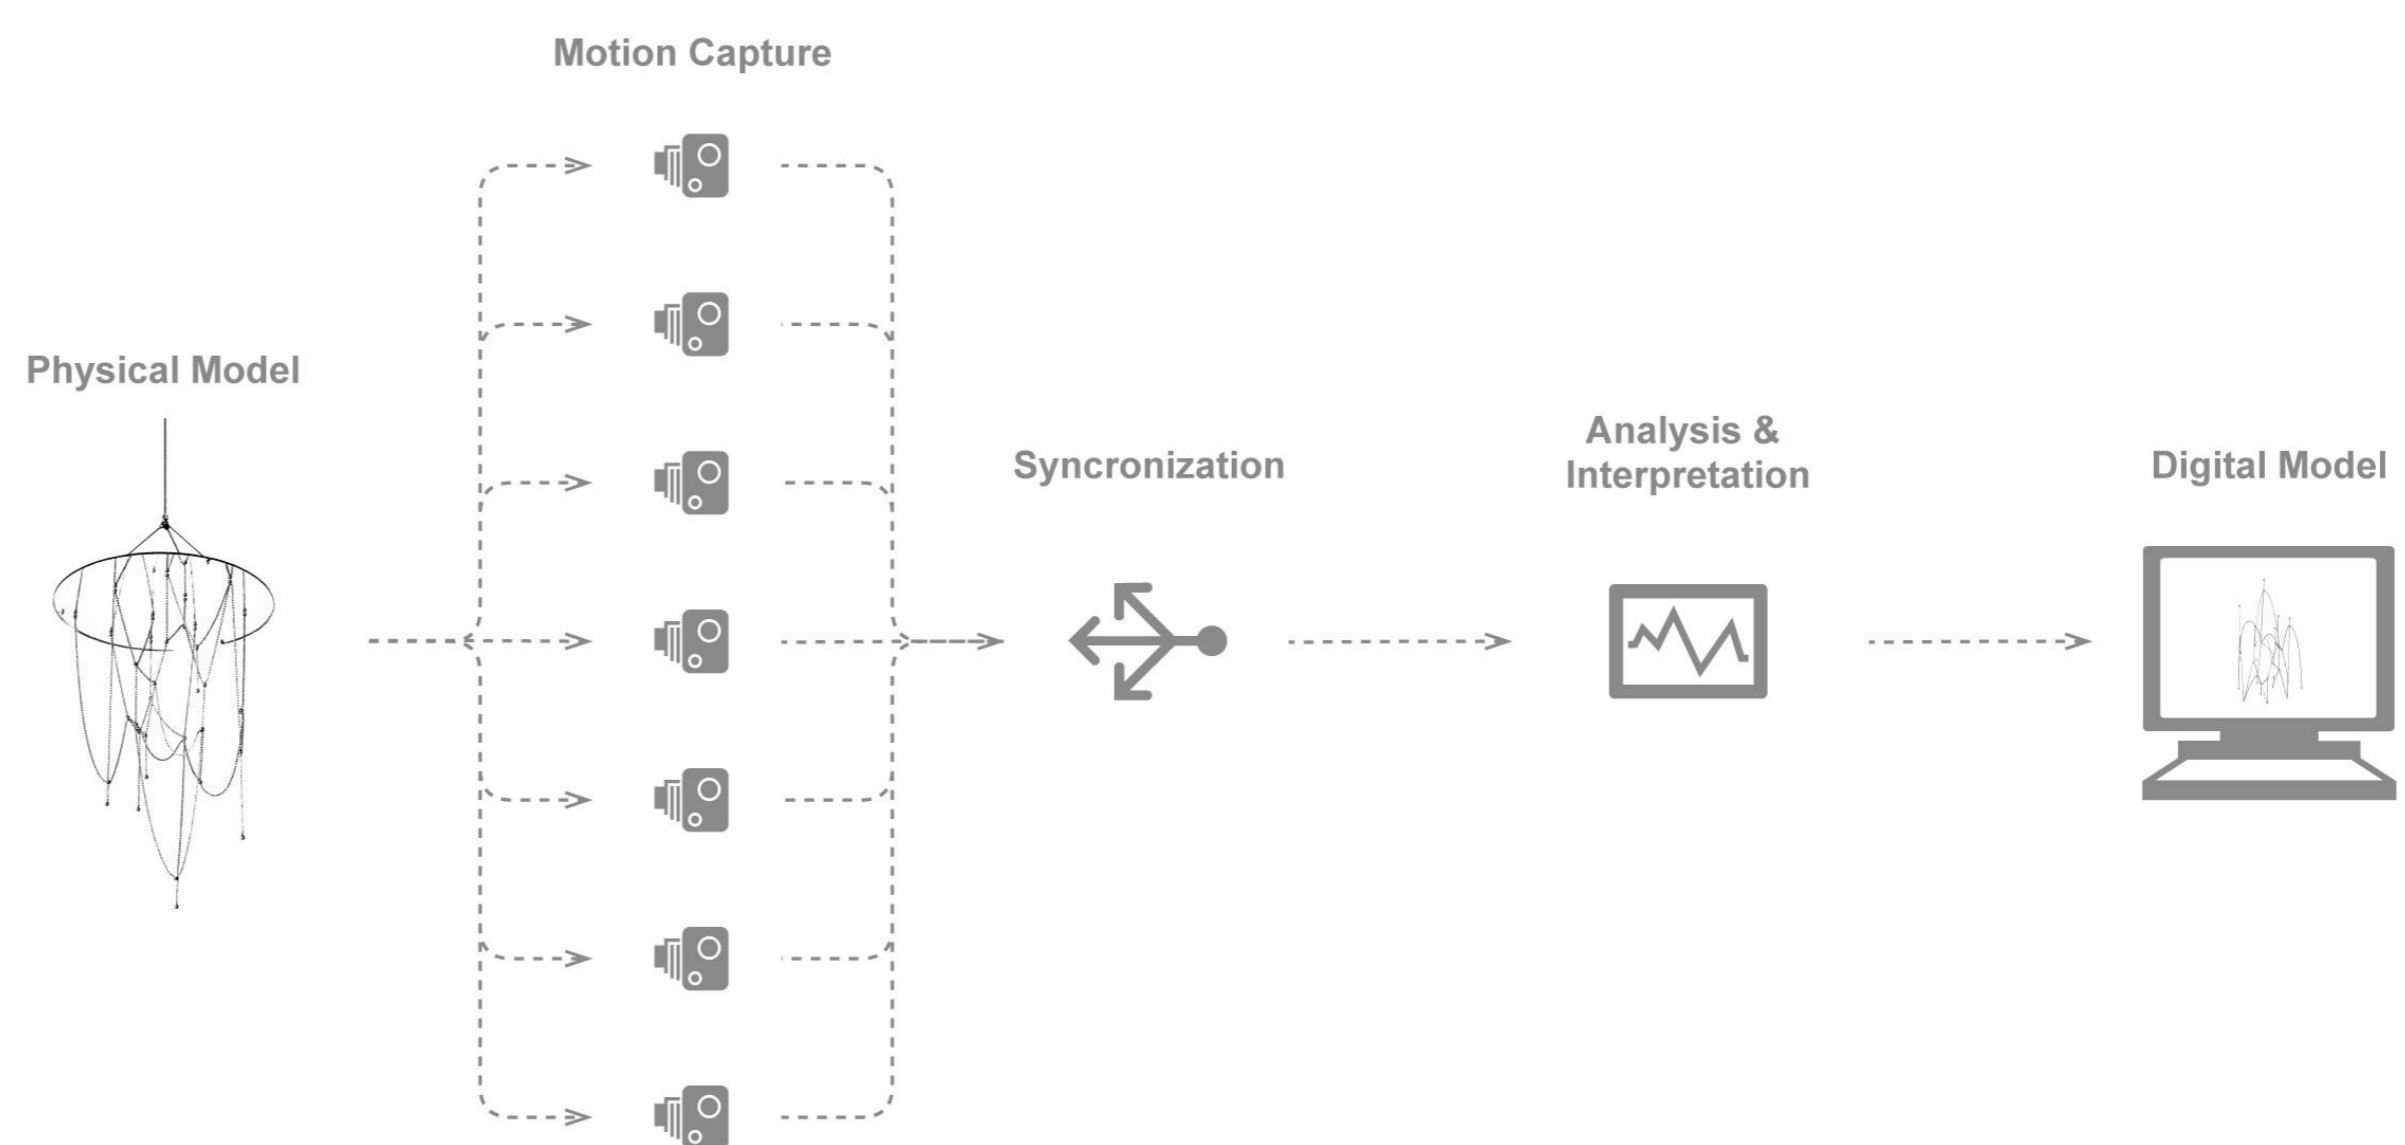 Motion Capture
Physical Model
Syncronization
Analysis &
Interpretation
Digital Model